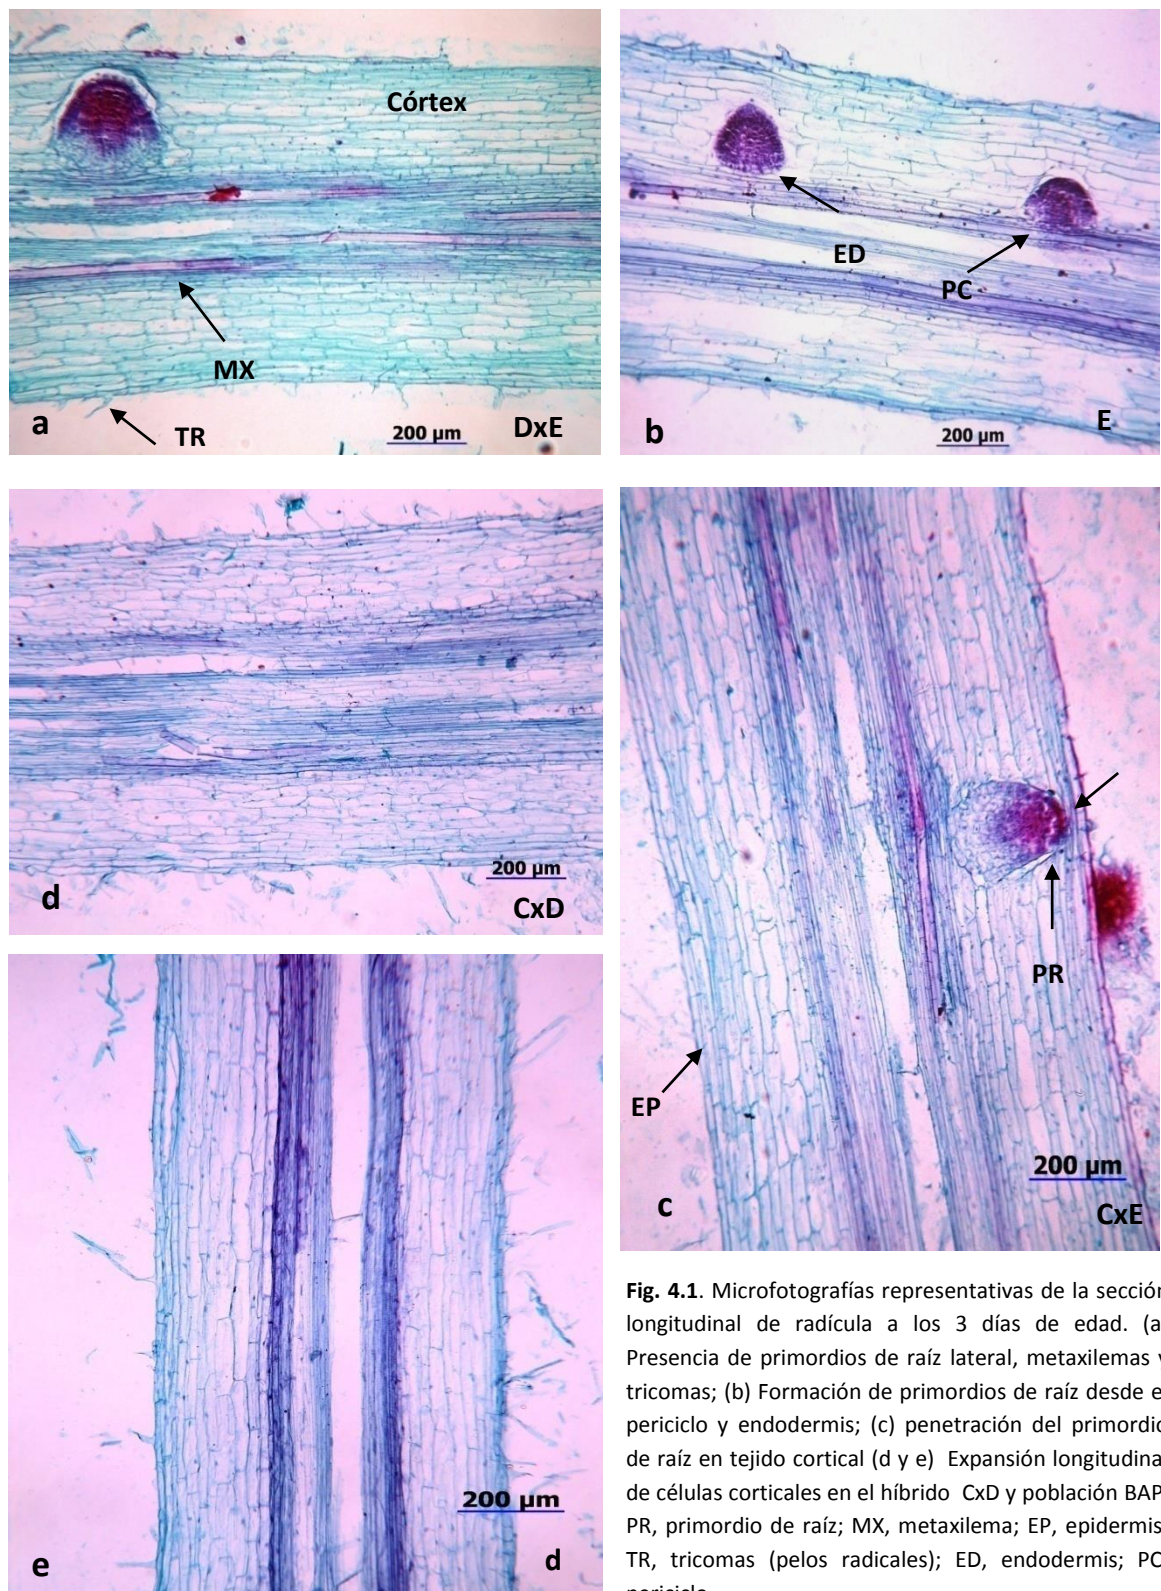 Córtex
MX
TR
a
200 µm
DxE
ED
PC
b
200 µm
E
200 µm
d
CxD
PR
EP
200 µm
c
CxE
200 µm
e
d
Fig. 4.1. Microfotografías representativas de la sección
longitudinal de radícula a los 3 días de edad. (a
Presencia de primordios de raíz lateral, metaxilemas y
tricomas; (b) Formación de primordios de raíz desde e
periciclo y endodermis; (c) penetración del primordio
de raíz en tejido cortical (d y e) Expansión longitudina
de células corticales en el híbrido CxD y población BAP
PR, primordio de raíz; MX, metaxilema; EP, epidermis
TR, tricomas (pelos radicales); ED, endodermis; PC